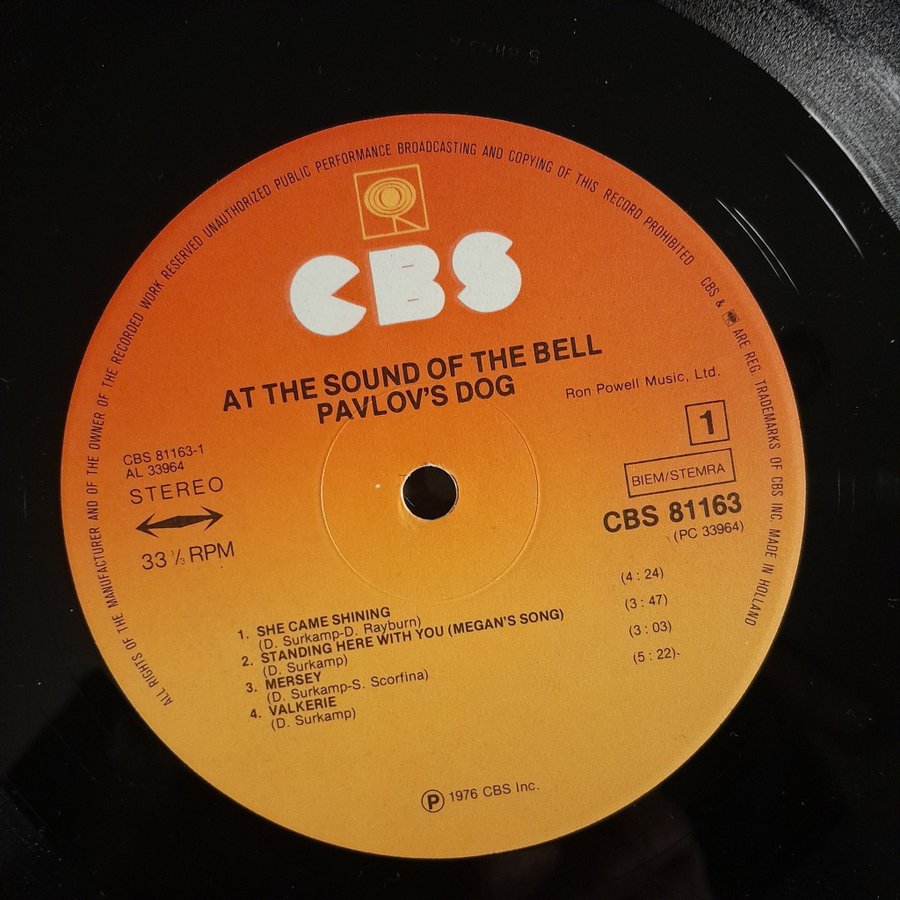 ALL RIGHTS OF THE MANUFACTURER AND OF THE OWNER OF THE RECORDED WORK RESERVED UNAUTHORIZED PUBLIC PERFORMANCE BROADCASTING AND COPYING OF THIS RECORD PROHIBITED
CBS & ARE REG. TRADEMARKS OF CBS INC. MADE IN HOLLAND
CBS
AT THE SOUND OF THE BELL
PAVLOV'S DOG
Ron Powell Music, Ltd.
1
BIEM/STEMRA
CBS 81163
(PC 33964)
CBS 81163-1
AL 33964
STEREO
33 1/3 RPM
1. SHE CAME SHINING (4:24)
(D. Surkamp-D. Rayburn)
2. STANDING HERE WITH YOU (MEGAN'S SONG) (3:47)
(D. Surkamp)
3. MERSEY (3:03)
(D. Surkamp-S. Scorfina)
4. VALKERIE (5:22)
(D. Surkamp)
℗ 1976 CBS Inc.